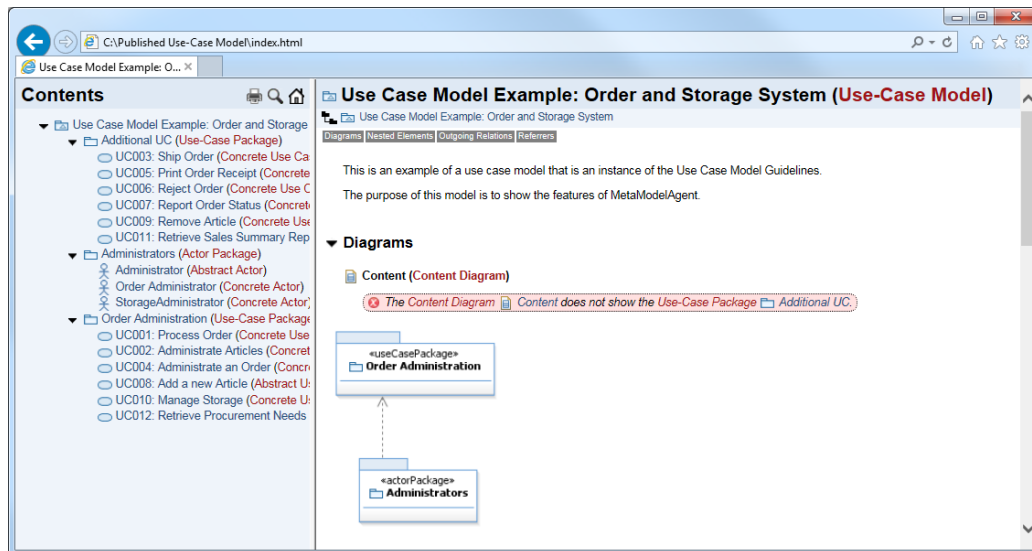 C:\Published Use-Case Model\index.html
Use Case Model Example: O...
Contents
Use Case Model Example: Order and Storage
Additional UC (Use-Case Package)
UC003: Ship Order (Concrete Use Ca
UC005: Print Order Receipt (Concrete
UC006: Reject Order (Concrete Use C
UC007: Report Order Status (Concret
UC009: Remove Article (Concrete Use
UC011: Retrieve Sales Summary Rep
Administrators (Actor Package)
Administrator (Abstract Actor)
Order Administrator (Concrete Actor)
StorageAdministrator (Concrete Actor)
Order Administration (Use-Case Package
UC001: Process Order (Concrete Use
UC002: Administrate Articles (Concret
UC004: Administrate an Order (Concr
UC008: Add a new Article (Abstract U
UC010: Manage Storage (Concrete U
UC012: Retrieve Procurement Needs
Use Case Model Example: Order and Storage System (Use-Case Model)
Use Case Model Example: Order and Storage System
Diagrams Nested Elements Outgoing Relations Referrers
This is an example of a use case model that is an instance of the Use Case Model Guidelines.
The purpose of this model is to show the features of MetaModelAgent.
Diagrams
Content (Content Diagram)
The Content Diagram Content does not show the Use-Case Package Additional UC.
«useCasePackage»
Order Administration
«actorPackage»
Administrators